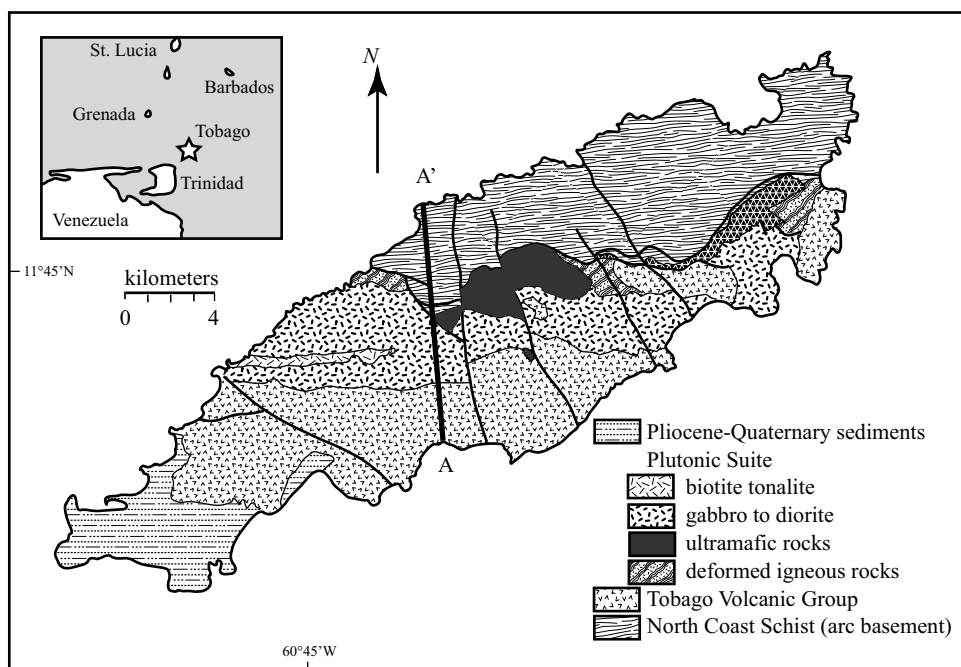 St. Lucia
Barbados
Grenada
Tobago
Trinidad
Venezuela
N
A'
11°45'N
kilometers
0 4
A
Pliocene-Quaternary sediments
Plutonic Suite
biotite tonalite
gabbro to diorite
ultramafic rocks
deformed igneous rocks
Tobago Volcanic Group
North Coast Schist (arc basement)
60°45'W